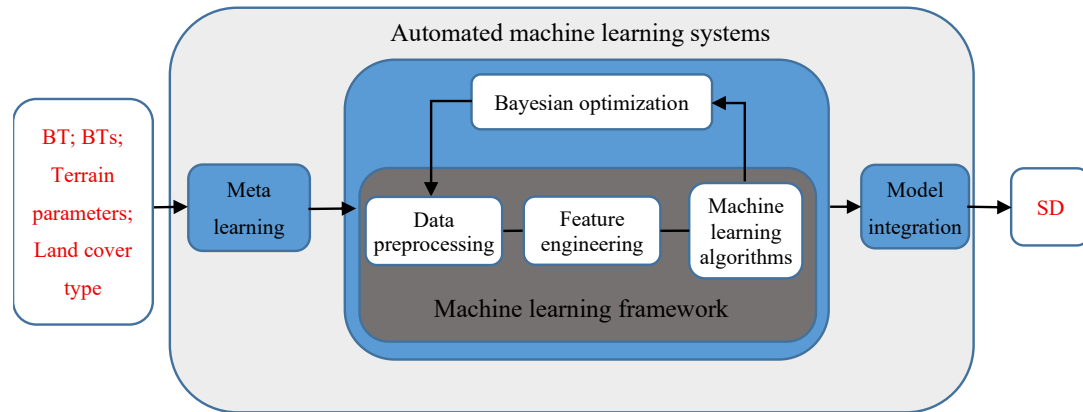 Automated machine learning systems
BT; BTs;
Terrain
parameters;
Land cover
type
Meta
learning
Bayesian optimization
Data
preprocessing
Feature
engineering
Machine
learning
algorithms
Machine learning framework
Model
integration
SD